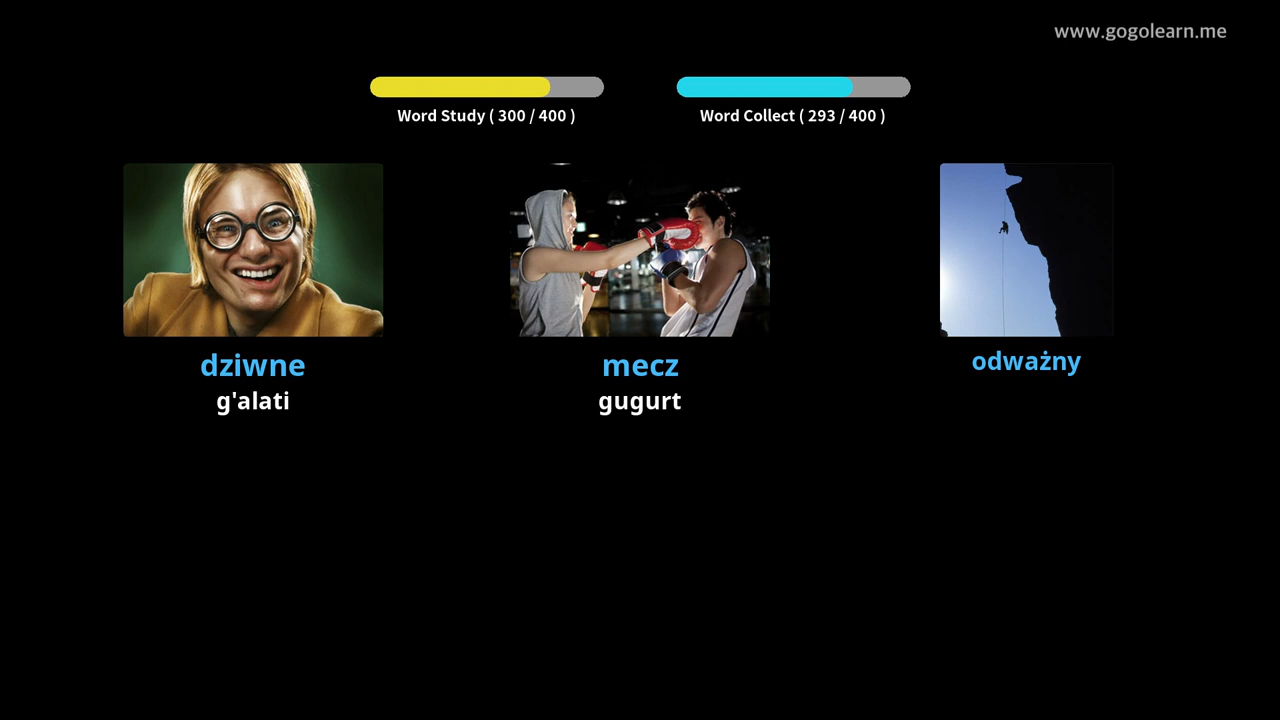 www.gogolearn.me
Word Study ( 300 / 400 )
Word Collect ( 293 / 400 )
dziwne
g'alati
mecz
gugurt
odważny